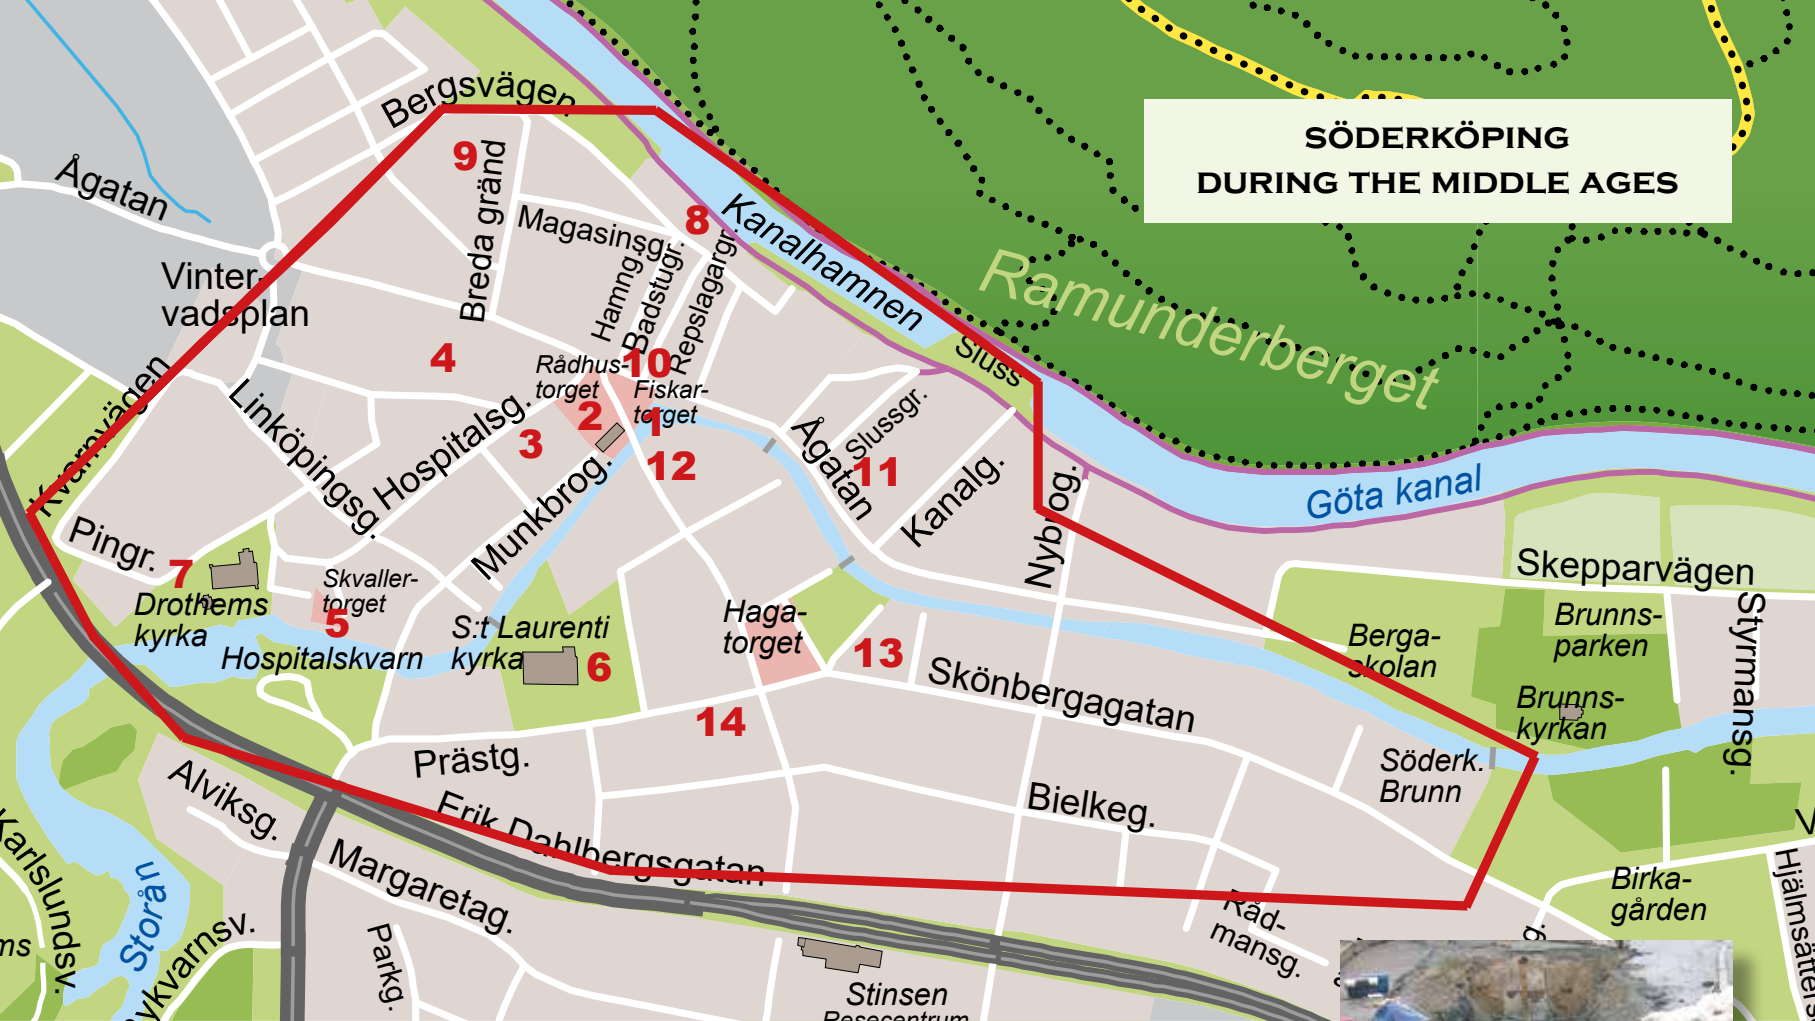 SÖDERKÖPING
DURING THE MIDDLE AGES
Bergsvägen
Ågatan
9
Breda gränd
Magasinsgr.
8
Kanalhamnen
Ramunderberget
Vinter-
vadsplan
Hamng.
Badstugr.
Repslagargr.
4
Rådhus-
torget
10
Fiskar-
torget
Sluss
Kvarnvägen
Linköpingsg.
Hospitalsg.
3
2
1
12
Ågatan
Slussgr.
11
Kanalg.
Nybrog.
Göta kanal
Munkbrog.
Pingr.
7
Drothems
kyrka
Skvaller-
torget
5
Hospitalskvarn
S:t Laurenti
kyrka
6
Haga-
torget
13
Skönbergagatan
Skepparvägen
Brunns-
parken
Berga-
skolan
Brunns-
kyrkan
Styrmansg.
14
Prästg.
Söderk.
Brunn
Bielkeg.
Alviksg.
Erik Dahlbergsgatan
Margaretag.
Karlslundsv.
Storån
Parkg.
Råd-
mansg.
Birka-
gården
Stinsen
Resecentrum